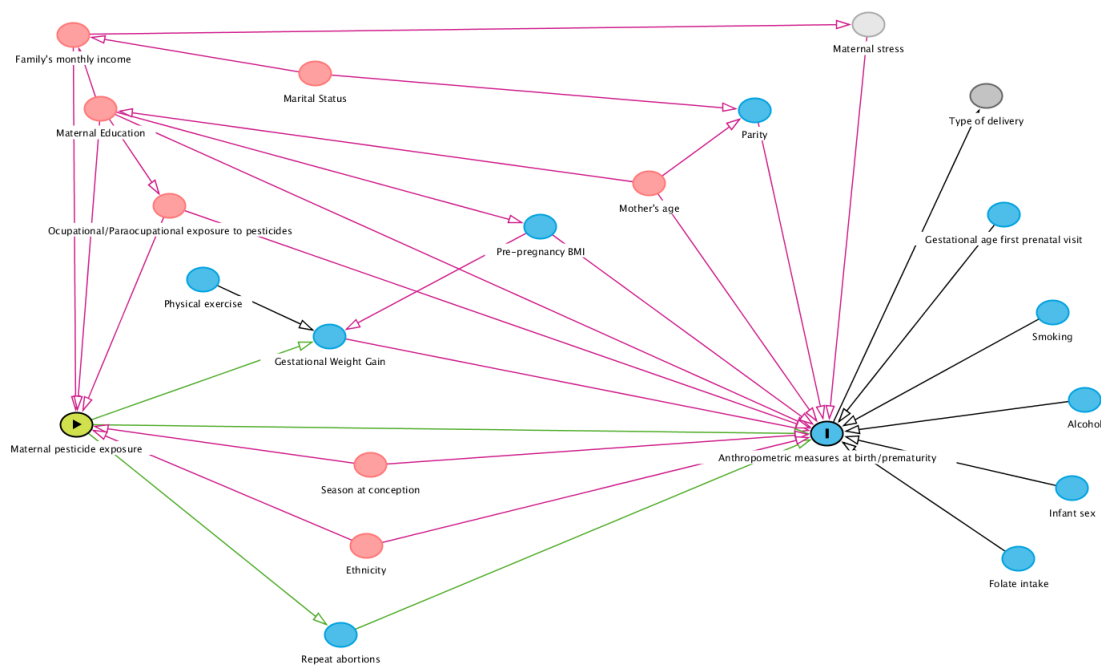 Family's monthly income
Maternal stress
Marital Status
Type of delivery
Maternal Education
Parity
Mother's age
Ocupational/Paraocupational exposure to pesticides
Gestational age first prenatal visit
Pre-pregnancy BMI
Physical exercise
Smoking
Gestational Weight Gain
Alcohol
Maternal pesticide exposure
Anthropometric measures at birth/prematurity
Season at conception
Infant sex
Ethnicity
Folate intake
Repeat abortions